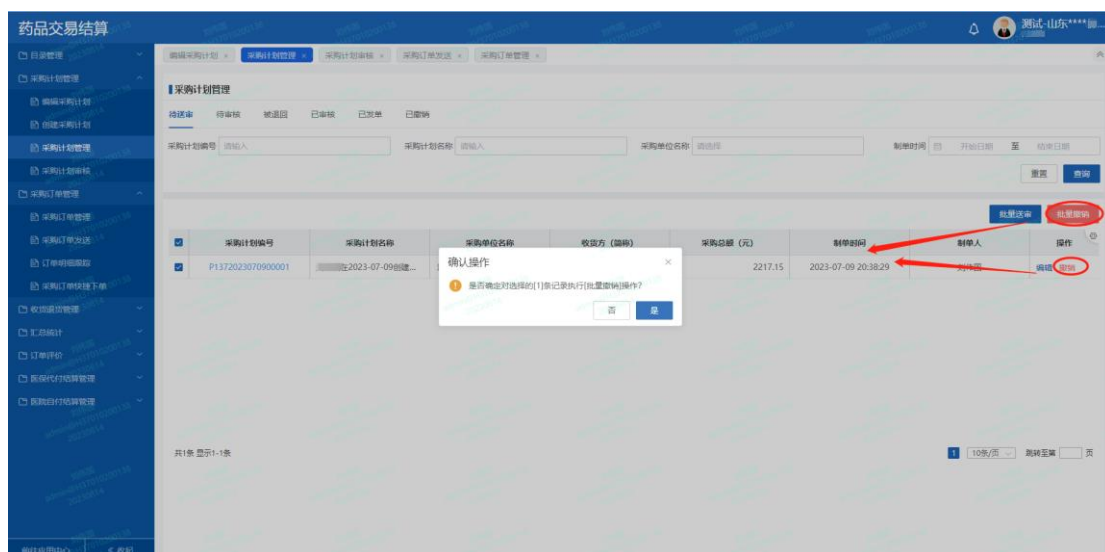 药品交易结算
测试-山东****
目录管理
采购计划管理
编辑采购计划
创建采购计划
采购计划管理
采购计划审核
采购订单管理
采购订单管理
采购订单发送
订单明细跟踪
采购订单快捷下单
收货退货管理
汇总统计
订单评价
医保代付结算管理
医院自付结算管理
收起
编辑采购计划 × 采购计划管理 × 采购计划审核 × 采购订单发送 × 采购订单管理 ×
采购计划管理
待送审 待审核 被退回 已审核 已发单 已撤销
采购计划编号 请输入 采购计划名称 请输入 采购单位名称 请选择 制单时间 开始日期 至 结束日期
重置 查询
批量送审 批量撤销
采购计划编号 采购计划名称 采购单位名称 收货方（简称） 采购总额（元） 制单时间 制单人 操作
P1372023070900001 在2023-07-09创建... 2217.15 2023-07-09 20:38:29 编辑 撤销
确认操作 ×
是否确定对选择的[1]条记录执行[批量撤销]操作?
否 是
共1条 显示1-1条
1 10条/页 跳转至第 页